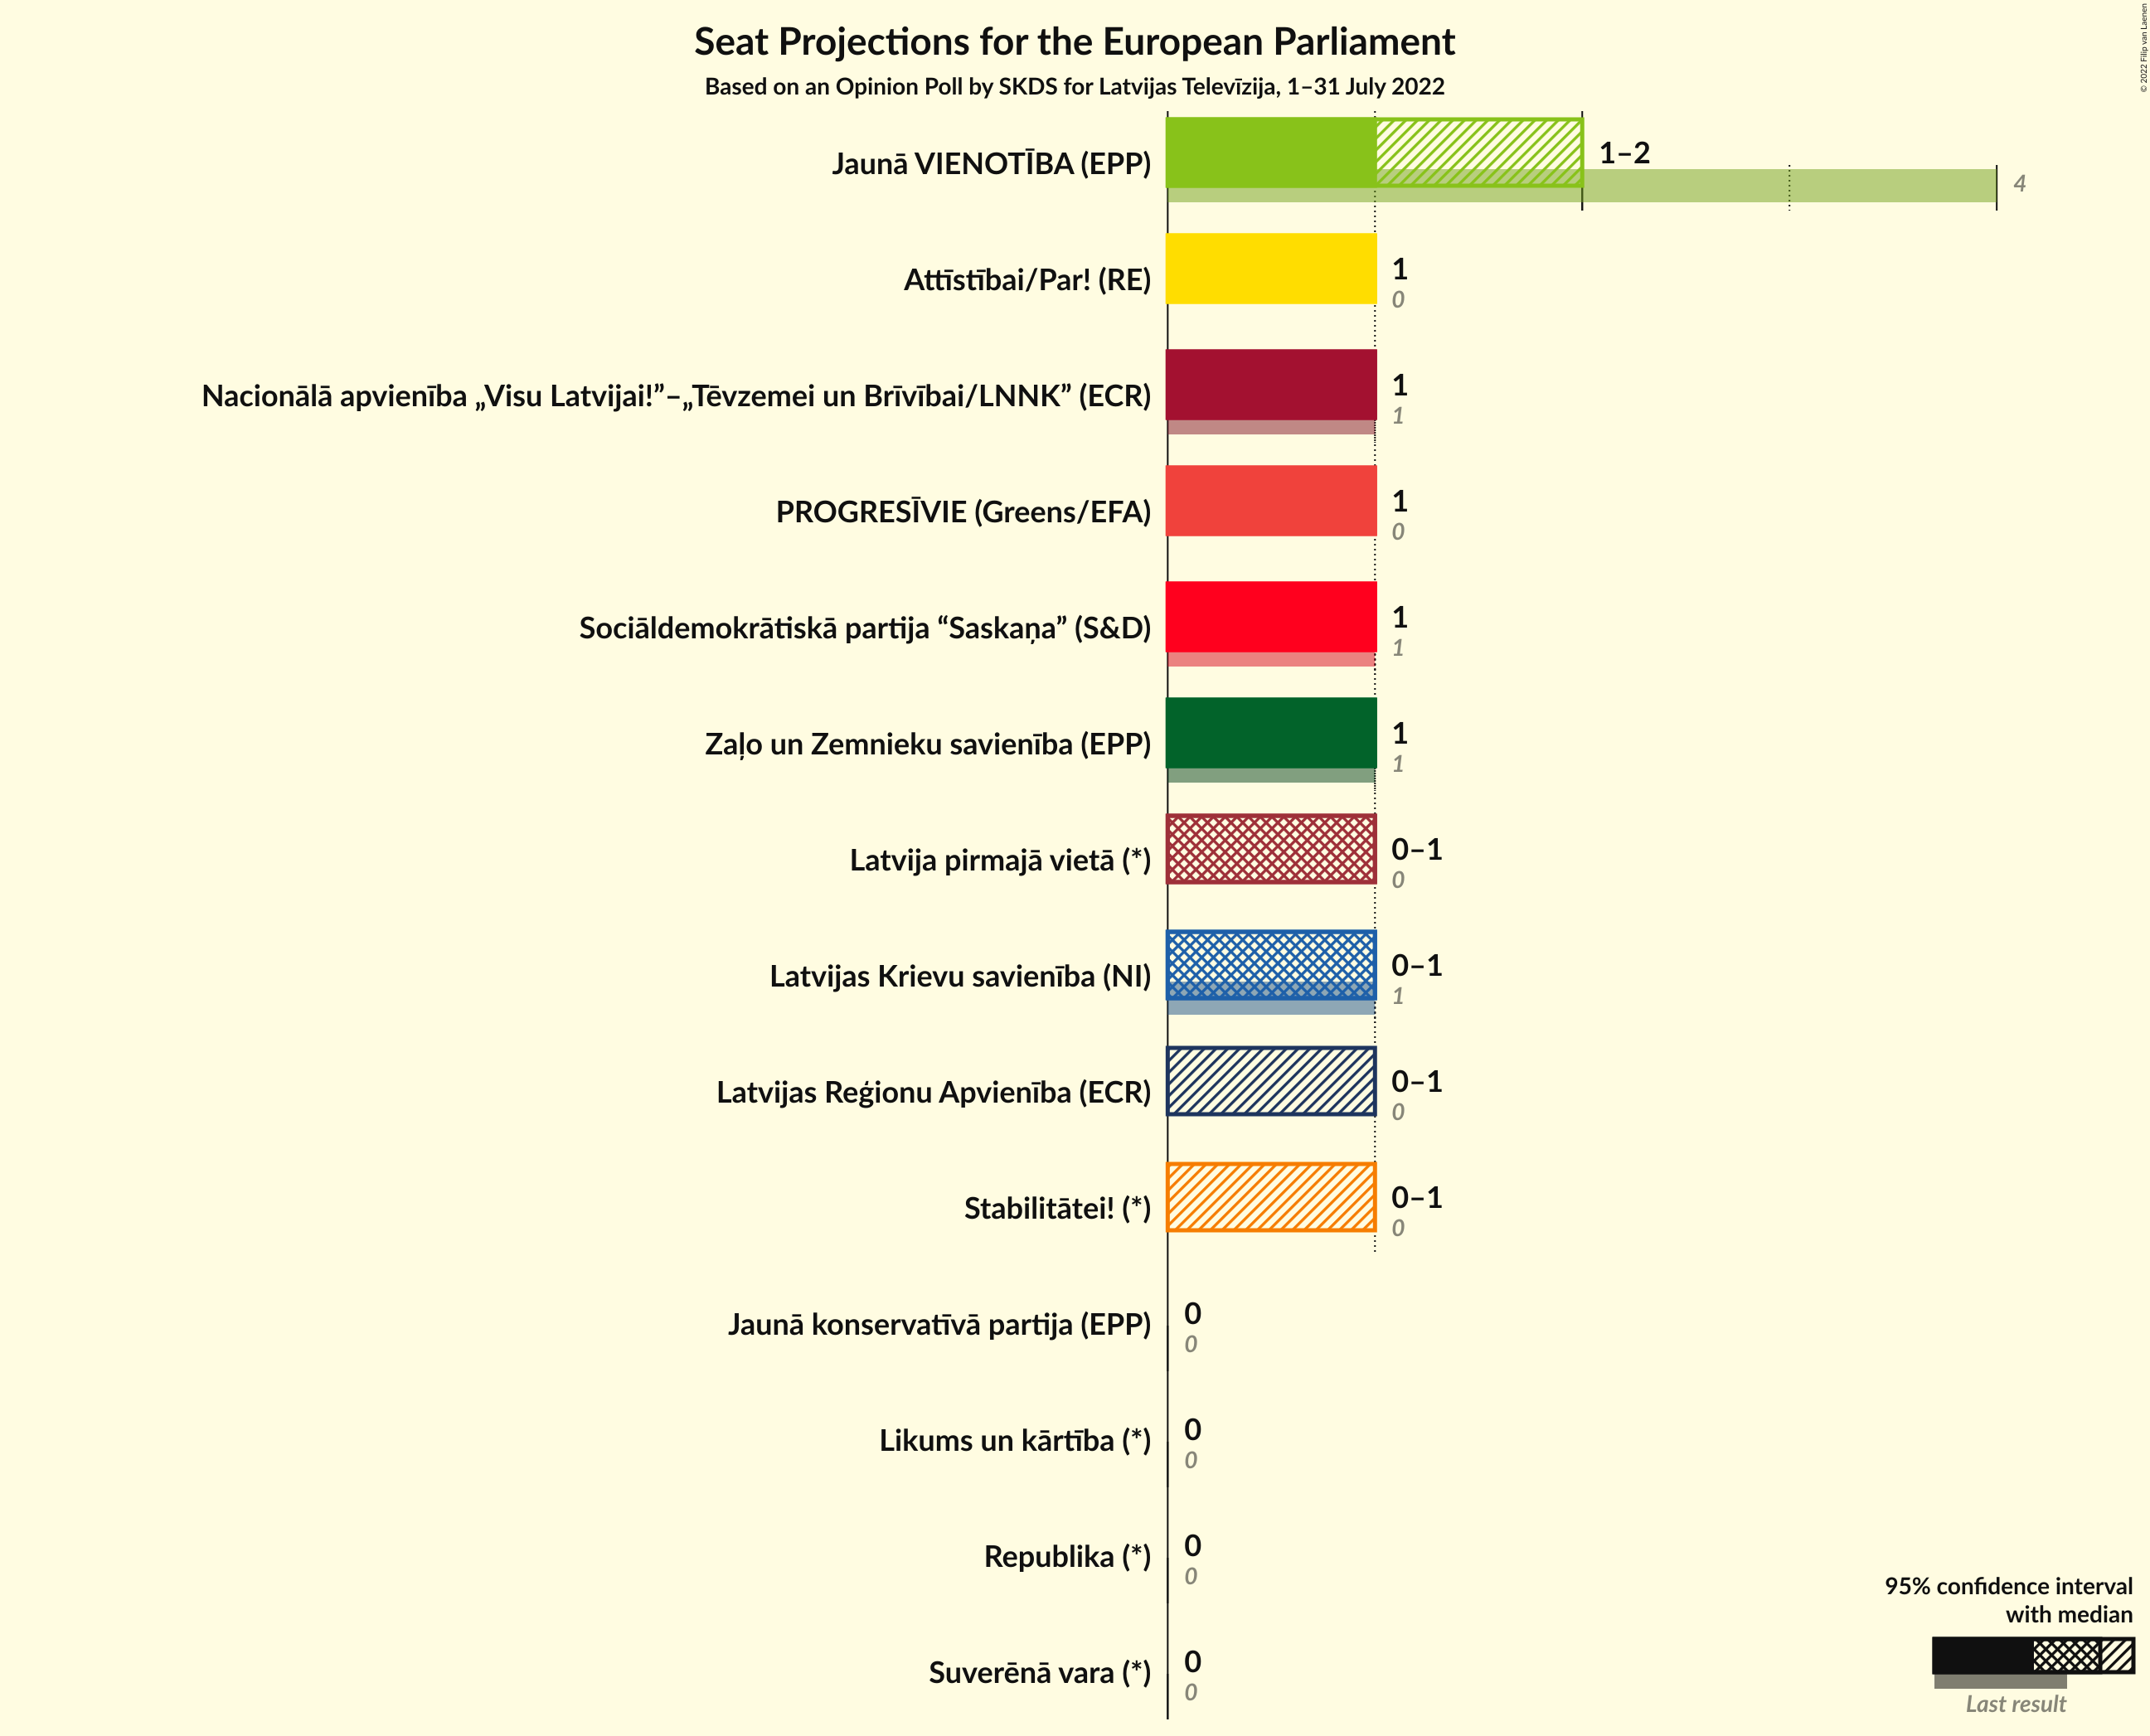 Seat Projections for the European Parliament
Based on an Opinion Poll by SKDS for Latvijas Televīzija, 1–31 July 2022
© 2022 Filip van Laenen
Jaunā VIENOTĪBA (EPP)
1–2
4
Attīstībai/Par! (RE)
1
0
Nacionālā apvienība „Visu Latvijai!”–„Tēvzemei un Brīvībai/LNNK” (ECR)
1
1
PROGRESĪVIE (Greens/EFA)
1
0
Sociāldemokrātiskā partija “Saskaņa” (S&D)
1
1
Zaļo un Zemnieku savienība (EPP)
1
1
Latvija pirmajā vietā (*)
0–1
0
Latvijas Krievu savienība (NI)
0–1
1
Latvijas Reģionu Apvienība (ECR)
0–1
0
Stabilitātei! (*)
0–1
0
Jaunā konservatīvā partija (EPP)
0
0
Likums un kārtība (*)
0
0
Republika (*)
0
0
Suverēnā vara (*)
0
0
95% confidence interval
with median
Last result